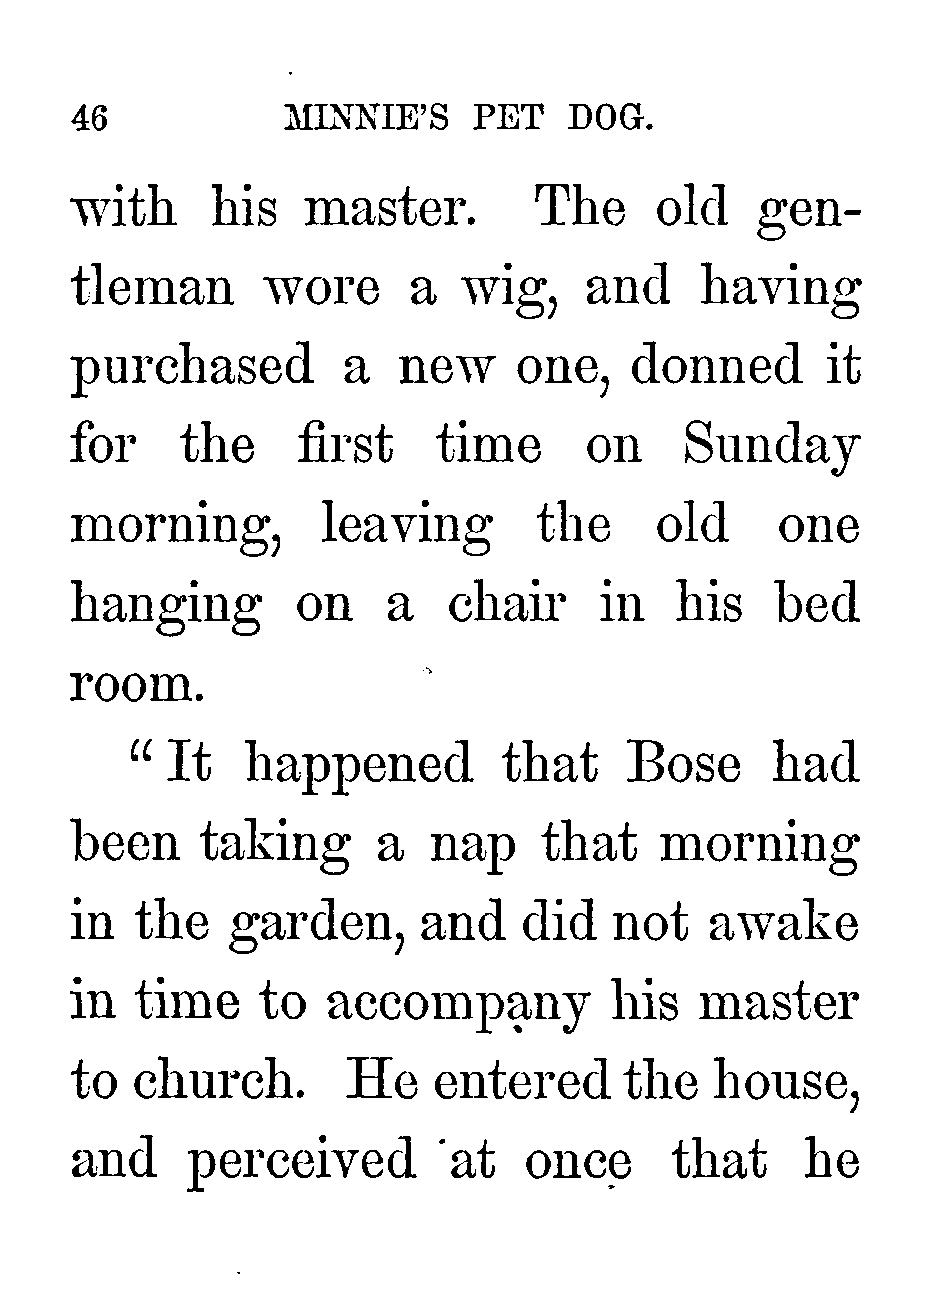 46 MINNIE'S PET DOG.
with his master. The old gen-
tleman wore a wig, and having
purchased a new one, donned it
for the first time on Sunday
morning, leaving the old one
hanging on a chair in his bed
room.
“ It happened that Bose had
been taking a nap that morning
in the garden, and did not awake
in time to accompany his master
to church. He entered the house,
and perceived at once that he